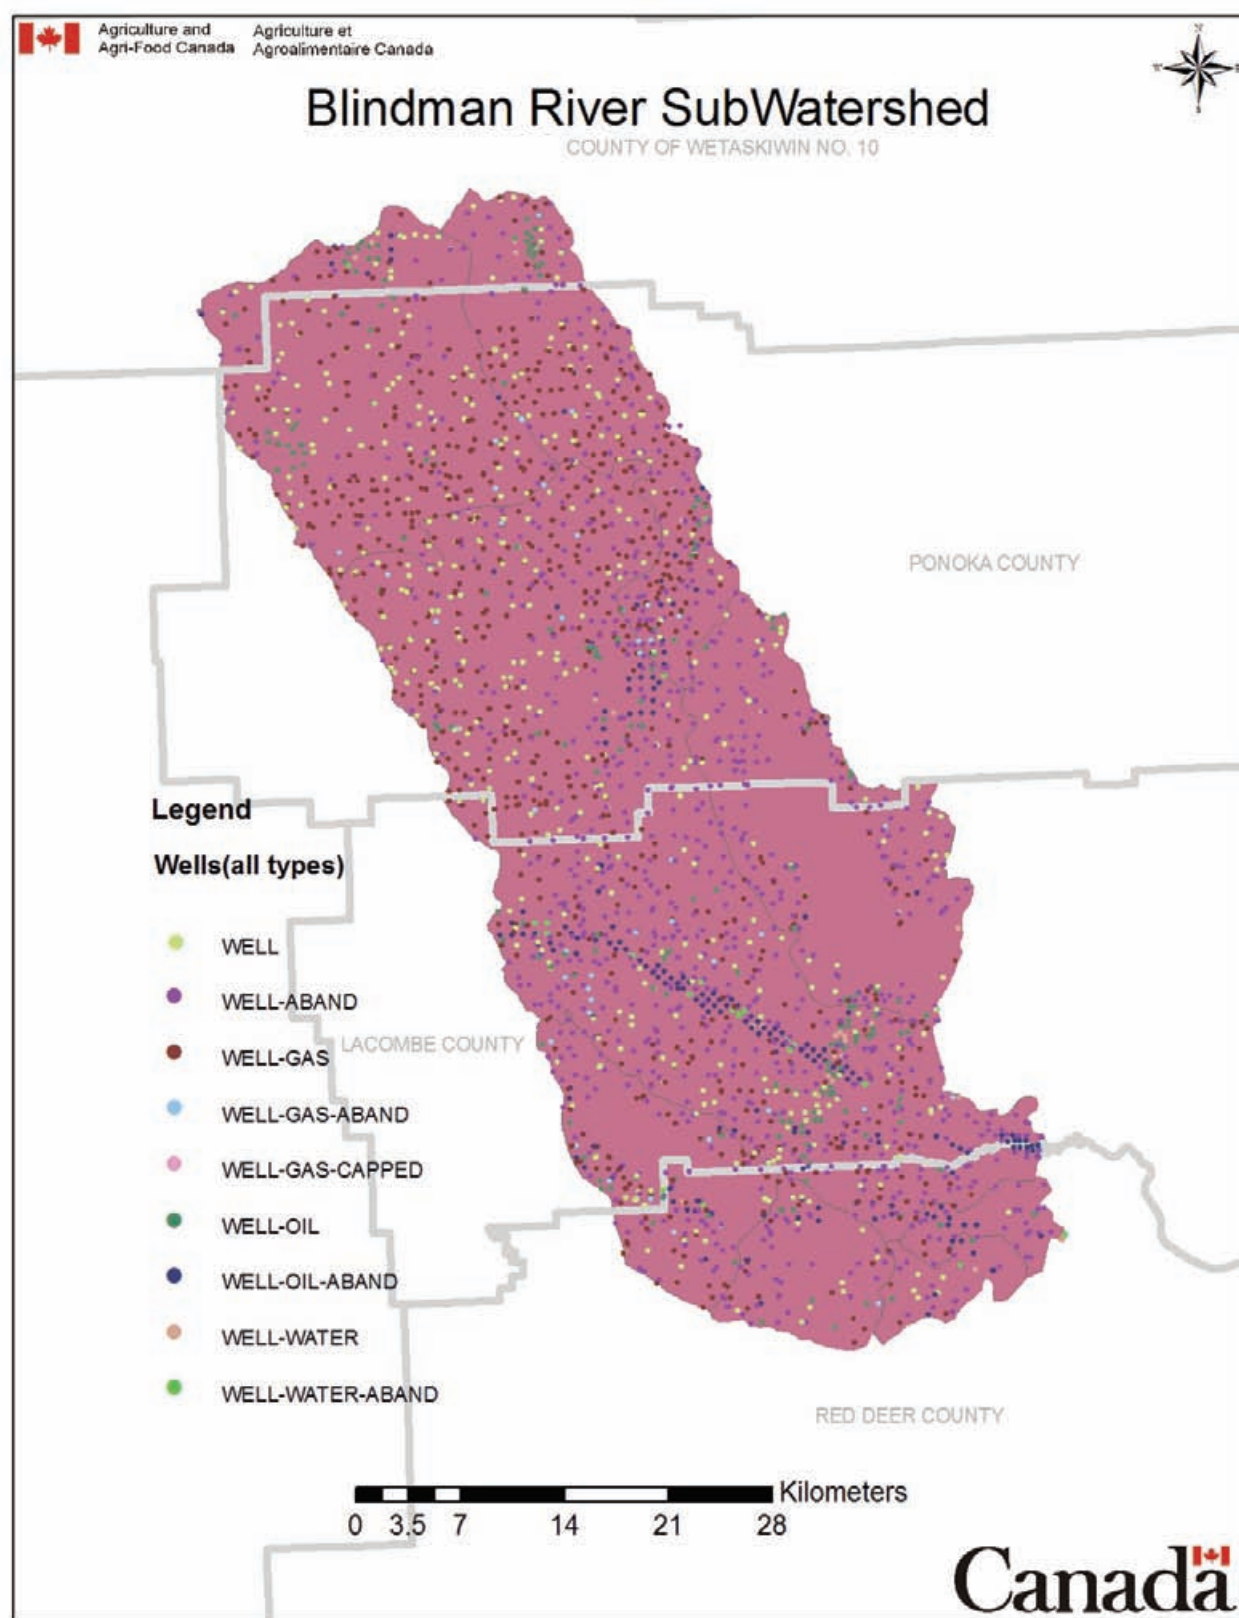 Agriculture and
Agri-Food Canada
Agriculture et
Agroalimentaire Canada
Blindman River SubWatershed
COUNTY OF WETASKIWIN NO. 10
PONOKA COUNTY
Legend
Wells(all types)
WELL
WELL-ABAND
WELL-GAS
LACOMBE COUNTY
WELL-GAS-ABAND
WELL-GAS-CAPPED
WELL-OIL
WELL-OIL-ABAND
WELL-WATER
WELL-WATER-ABAND
RED DEER COUNTY
Kilometers
0 3.5 7 14 21 28
Canada